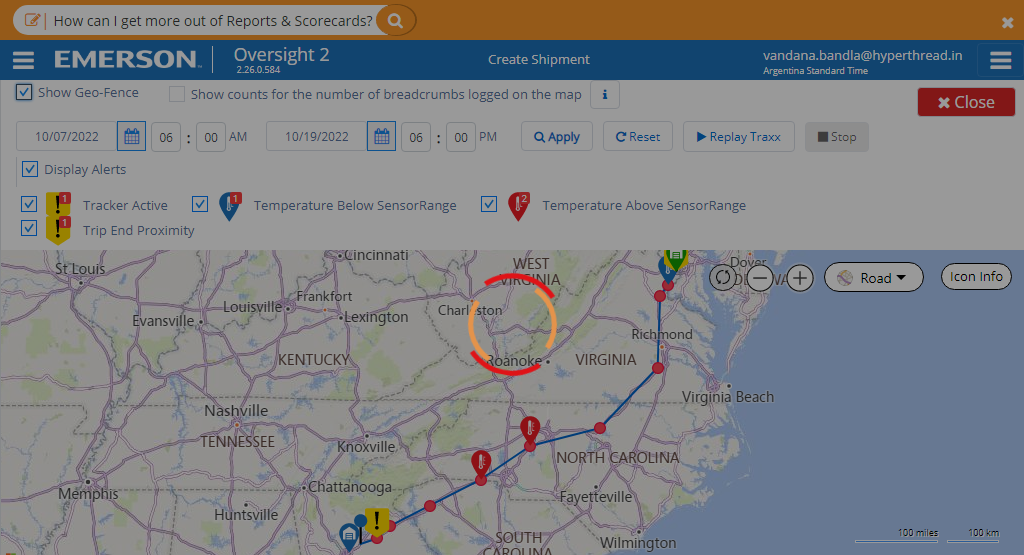 How can I get more out of Reports & Scorecards?
EMERSON
Oversight 2
2.26.0.584
Create Shipment
vandana.bandla@hyperthread.in
Argentina Standard Time
Show Geo-Fence
Show counts for the number of breadcrumbs logged on the map
i
Close
10/07/2022
06 : 00 AM
10/19/2022
06 : 00 PM
Apply
Reset
Replay Traxx
Stop
Display Alerts
1 Tracker Active
1 Temperature Below SensorRange
2 Temperature Above SensorRange
1 Trip End Proximity
Road
Icon Info
St Louis
Cincinnati
WEST
VIRGINIA
Dover
Frankfort
Louisville
Evansville
Lexington
Charleston
Richmond
KENTUCKY
Roanoke
VIRGINIA
Virginia Beach
Nashville
TENNESSEE
Knoxville
NORTH CAROLINA
Memphis
Chattanooga
Fayetteville
Huntsville
SOUTH
CAROLINA
Wilmington
100 miles
100 km